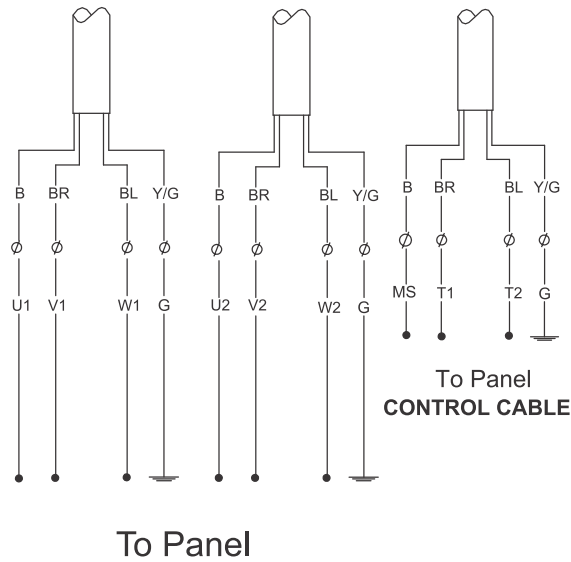 B BR BL Y/G
B BR BL Y/G
B BR BL Y/G
U1 V1 W1 G
U2 V2 W2 G
MS T1 T2 G
To Panel
CONTROL CABLE
To Panel